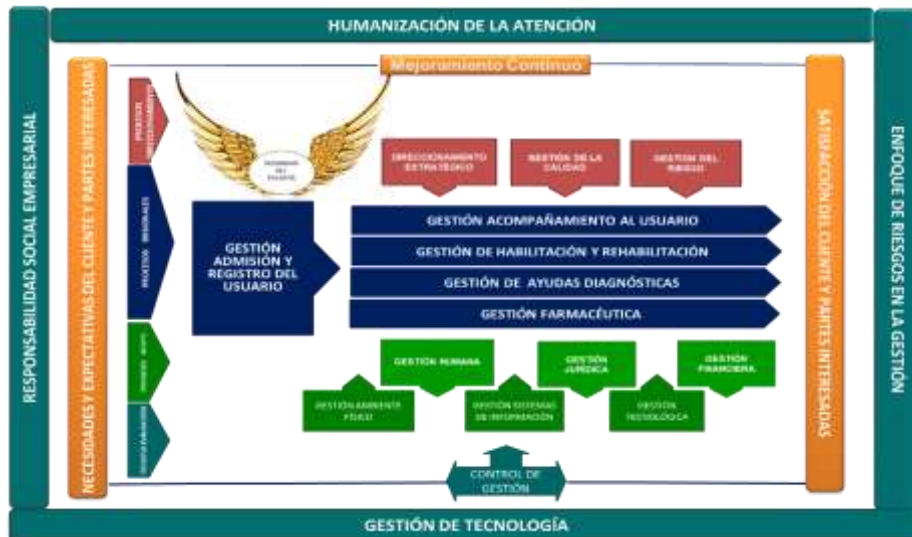 HUMANIZACIÓN DE LA ATENCIÓN
Mejoramiento Continuo
RESPONSABILIDAD SOCIAL EMPRESARIAL
NECESIDADES Y EXPECTATIVAS DEL CLIENTE Y PARTES INTERESADAS
DIRECCIONAMIENTO
ESTRATÉGICO
GESTIÓN DE LA
CALIDAD
GESTIÓN DEL
RIESGO
GESTIÓN
ADMISIÓN Y
REGISTRO DEL
USUARIO
GESTIÓN ACOMPAÑAMIENTO AL USUARIO
GESTIÓN DE HABILITACIÓN Y REHABILITACIÓN
GESTIÓN DE AYUDAS DIAGNÓSTICAS
GESTIÓN FARMACÉUTICA
GESTIÓN HUMANA
GESTIÓN
JURÍDICA
GESTIÓN
FINANCIERA
GESTIÓN AMBIENTE
FÍSICO
GESTIÓN SISTEMAS
DE INFORMACIÓN
GESTIÓN
TECNOLÓGICA
CONTROL DE
GESTIÓN
SATISFACCIÓN DEL CLIENTE Y PARTES INTERESADAS
ENFOQUE DE RIESGOS EN LA GESTIÓN
GESTIÓN DE TECNOLOGÍA